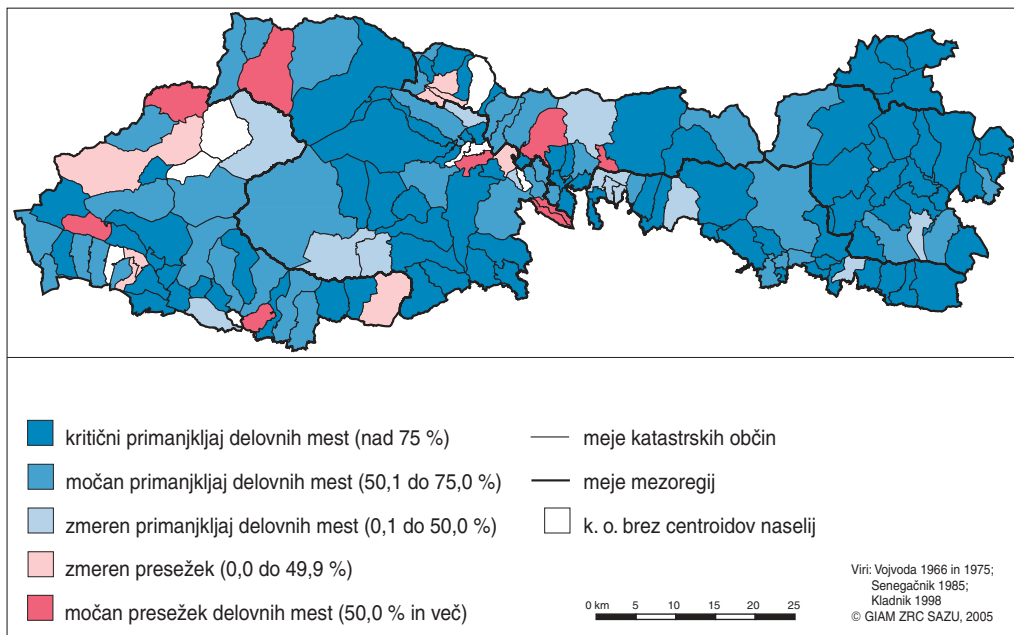 kritični primanjkljaj delovnih mest (nad 75 %)
močan primanjkljaj delovnih mest (50,1 do 75,0 %)
zmeren primanjkljaj delovnih mest (0,1 do 50,0 %)
zmeren presežek (0,0 do 49,9 %)
močan presežek delovnih mest (50,0 % in več)
meje katastrskih občin
meje mezoregij
k. o. brez centroidov naselij
0 km 5 10 15 20 25
Viri: Vojvoda 1966 in 1975;
Senegačnik 1985;
Kladnik 1998
© GIAM ZRC SAZU, 2005